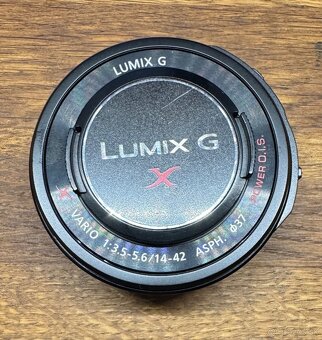 LUMIX G
LUMIX G
X
X VARIO 1:3.5-5.6/14-42 ASPH. Φ37 POWER O.I.S.